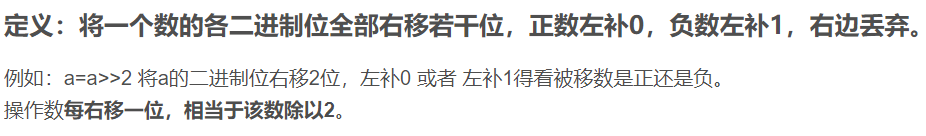 定义：将一个数的各二进制位全部右移若干位，正数左补0，负数左补1，右边丢弃。
例如：a=a>>2 将a的二进制位右移2位，左补0 或者 左补1得看被移数是正还是负。
操作数每右移一位，相当于该数除以2。